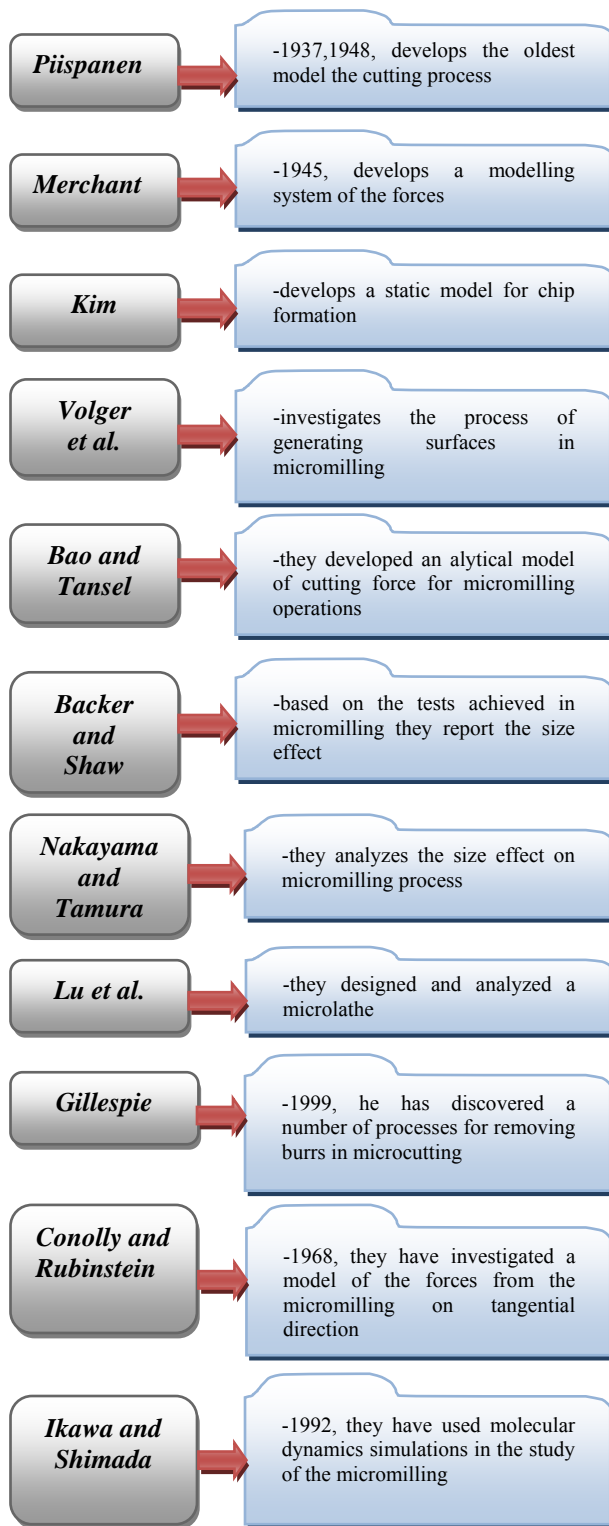 Piispanen
-1937,1948, develops the oldest
model the cutting process
Merchant
-1945, develops a modelling
system of the forces
Kim
-develops a static model for chip
formation
Volger
et al.
-investigates the process of
generating surfaces in
micromilling
Bao and
Tansel
-they developed an alytical model
of cutting force for micromilling
operations
Backer
and
Shaw
-based on the tests achieved in
micromilling they report the size
effect
Nakayama
and
Tamura
-they analyzes the size effect on
micromilling process
Lu et al.
-they designed and analyzed a
microlathe
Gillespie
-1999, he has discovered a
number of processes for removing
burrs in microcutting
Conolly and
Rubinstein
-1968, they have investigated a
model of the forces from the
micromilling on tangential
direction
Ikawa and
Shimada
-1992, they have used molecular
dynamics simulations in the study
of the micromilling